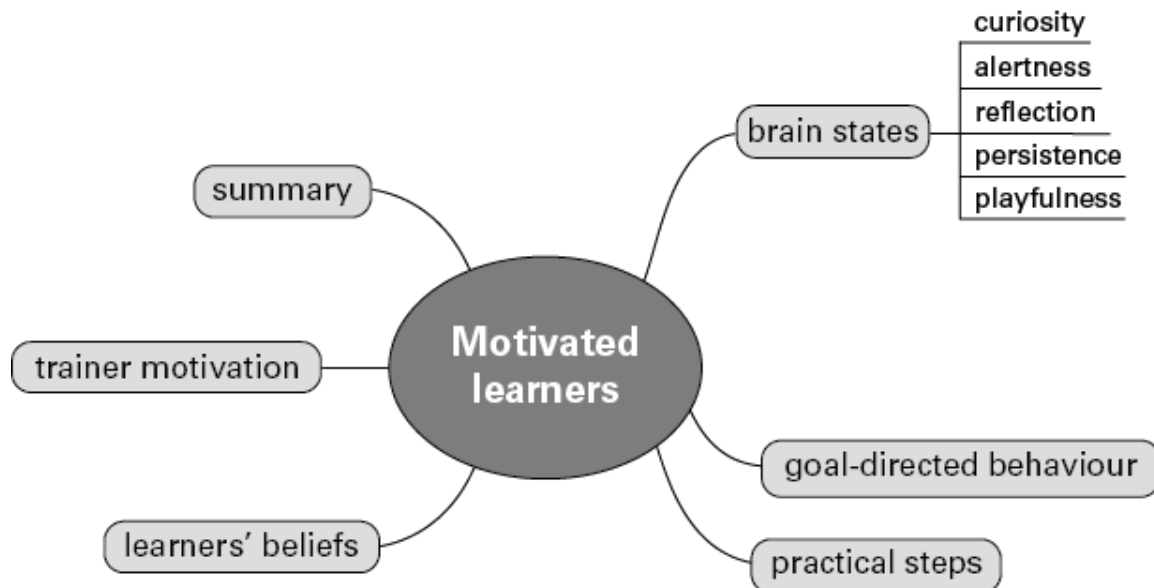 curiosity
alertness
reflection
persistence
playfulness
brain states
summary
Motivated
learners
trainer motivation
goal-directed behaviour
learners’ beliefs
practical steps